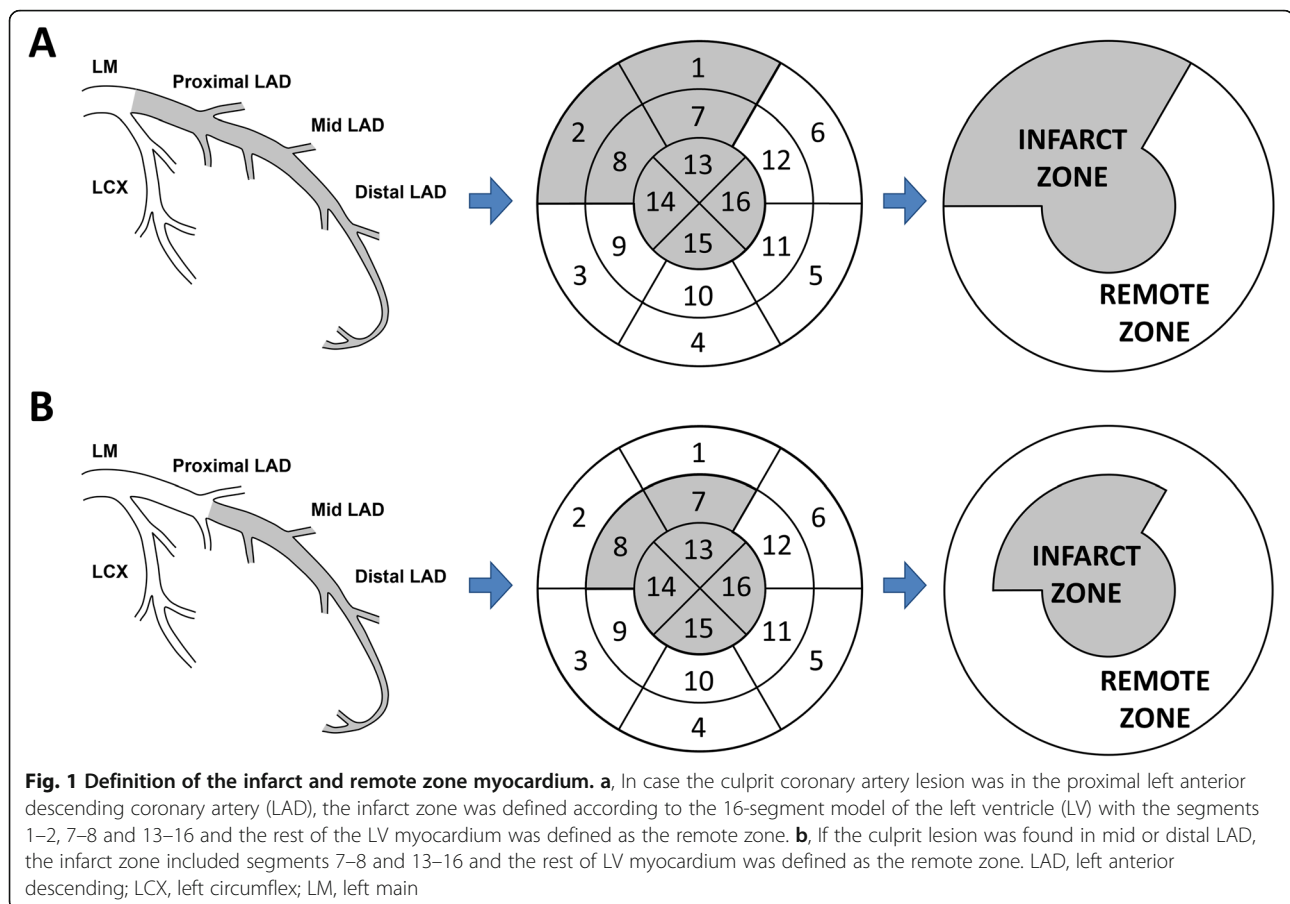 A
LM
Proximal LAD
Mid LAD
LCX
Distal LAD
1
2
6
7
8
12
13
14
16
15
9
11
3
5
10
4
INFARCT
ZONE
REMOTE
ZONE
B
LM
Proximal LAD
Mid LAD
LCX
Distal LAD
1
2
6
7
8
12
13
14
16
15
9
11
3
5
10
4
INFARCT
ZONE
REMOTE
ZONE
Fig. 1 Definition of the infarct and remote zone myocardium. a, In case the culprit coronary artery lesion was in the proximal left anterior
descending coronary artery (LAD), the infarct zone was defined according to the 16-segment model of the left ventricle (LV) with the segments
1–2, 7–8 and 13–16 and the rest of the LV myocardium was defined as the remote zone. b, If the culprit lesion was found in mid or distal LAD,
the infarct zone included segments 7–8 and 13–16 and the rest of LV myocardium was defined as the remote zone. LAD, left anterior
descending; LCX, left circumflex; LM, left main